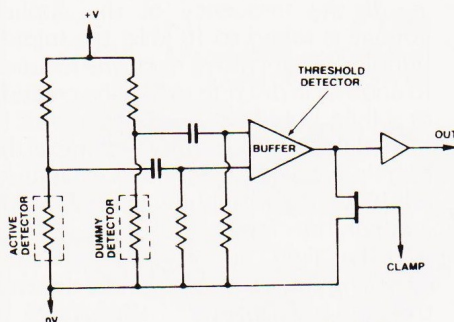 +V
THRESHOLD
DETECTOR
BUFFER
OUT
ACTIVE
DETECTOR
DUMMY
DETECTOR
CLAMP
0V